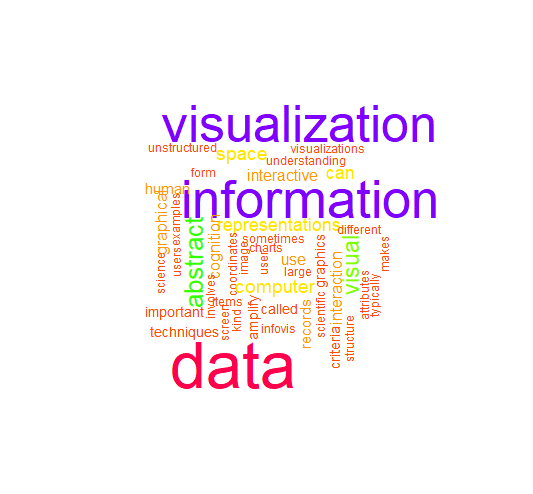 visualization
unstructured
visualizations
space
understanding
form
interactive
can
human
information
graphical
science
users
examples
abstract
cognition
representations
different
sometimes
charts
coordinates
image
user
large
graphics
use
interaction
visual
makes
involves
computer
items
screen
kind
amplify
called
records
scientific
criteria
structure
attributes
typically
important
techniques
infovis
data